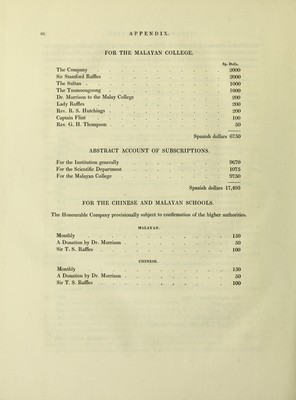 APPENDIX.
FOR THE MALAYAN COLLEGE.
Sp. Dolls.
The Company 2000
Sir Stamford Raffles 2000
The Sultan 1000
The Tumoongoong 1000
Dr. Morrison to the Malay College 200
Lady Raffles 200
Rev. R. S. Hutchings 200
Captain Flint 100
Rev. G. H. Thompson 50
Spanish dollars 6750
ABSTRACT ACCOUNT OF SUBSCRIPTIONS.
For the Institution generally 9670
For the Scientific Department 1075
For the Malayan College
Spanish dollars 17,495
FOR THE CHINESE AND MALAYAN SCHOOLS.
The Honourable Company provisionally subject to confirmation of the higher authorities.
MALAYAN.
Monthly 150
A Donation by Dr. Morrison 50
Sir T. S. Raffles 100
CHINESE.
Monthly 150
A Donation by Dr. Morrison 50
Sir T. S. Raffles 100